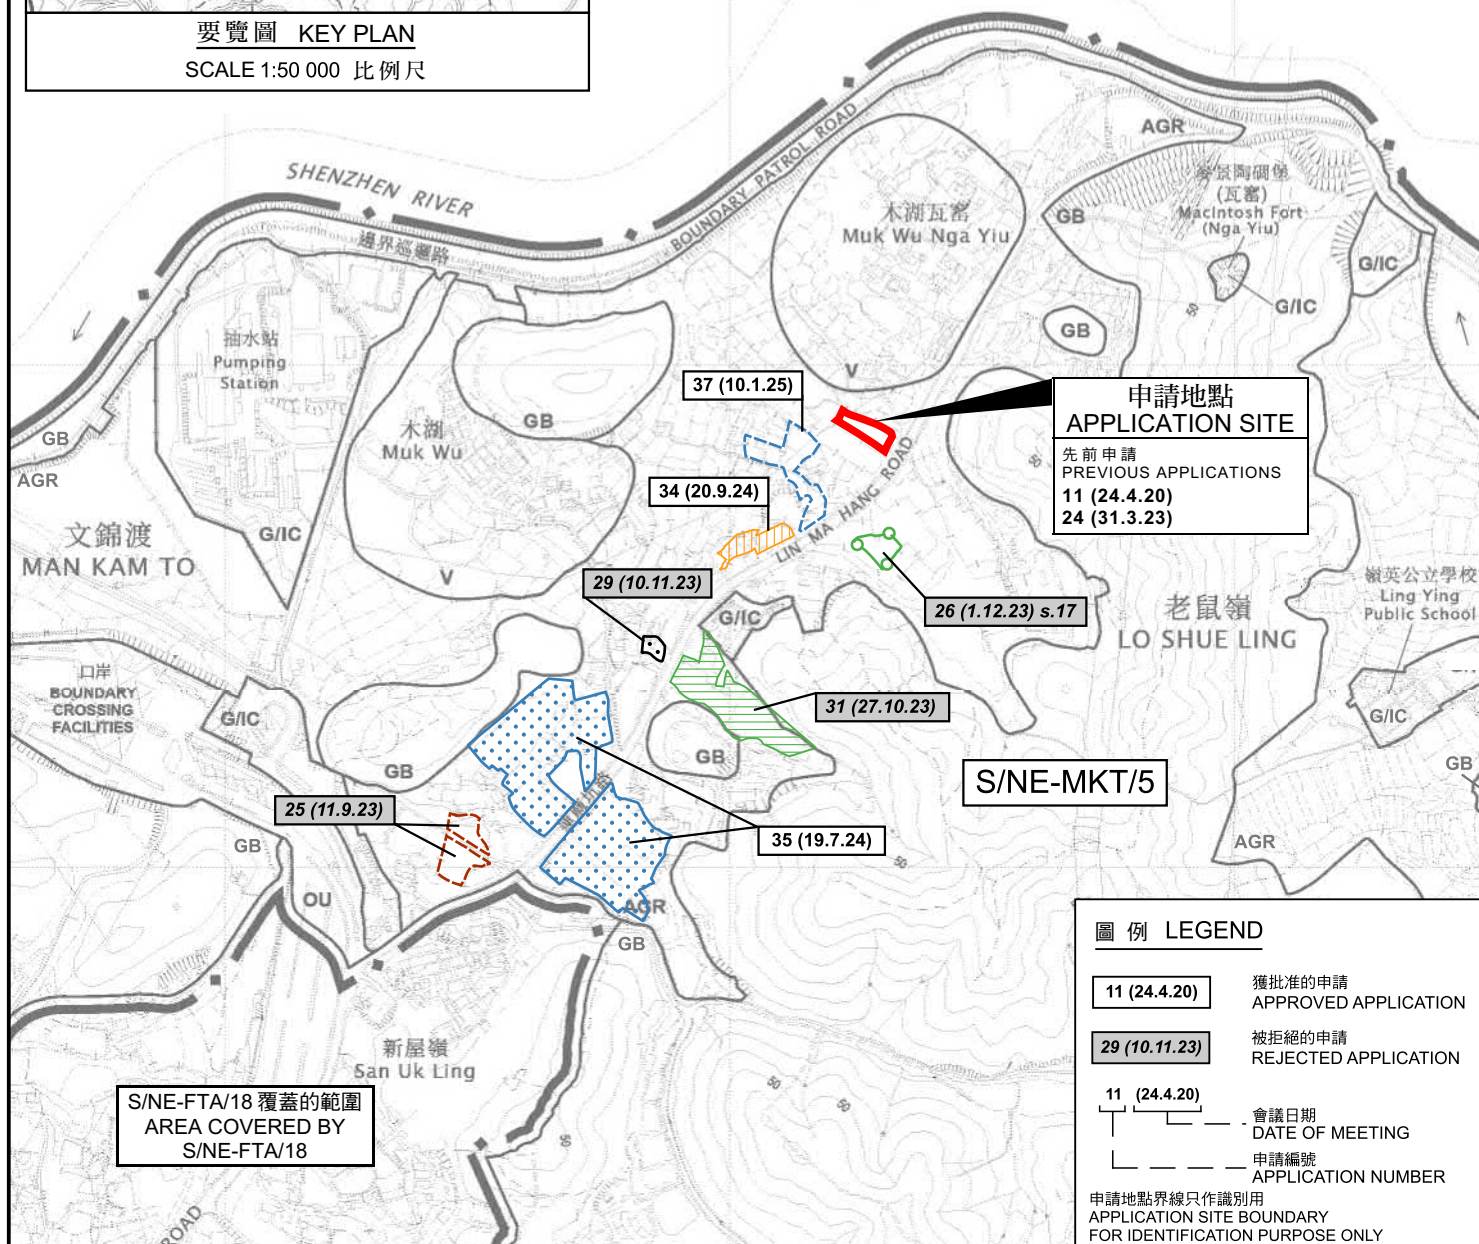 要覽圖 KEY PLAN
SCALE 1:50 000 比例尺
SHENZHEN RIVER
邊界巡邏路
BOUNDARY PATROL ROAD
AGR
麥景陶碉堡
(瓦窰)
MacIntosh Fort
(Nga Yiu)
GB
G/IC
G/IC
50
GB
木湖瓦窰
Muk Wu Nga Yiu
V
抽水站
Pumping
Station
GB
木湖
Muk Wu
V
G/IC
GB
AGR
文錦渡
MAN KAM TO
37 (10.1.25)
34 (20.9.24)
LIN MA HANG ROAD
申請地點
APPLICATION SITE
先前申請
PREVIOUS APPLICATIONS
11 (24.4.20)
24 (31.3.23)
50
29 (10.11.23)
G/IC
26 (1.12.23) s.17
老鼠嶺
LO SHUE LING
嶺英公立學校
Ling Ying
Public School
口岸
BOUNDARY
CROSSING
FACILITIES
G/IC
31 (27.10.23)
G/IC
GB
GB
GB
S/NE-MKT/5
25 (11.9.23)
35 (19.7.24)
GB
AGR
50
OU
AGR
GB
新屋嶺
San Uk Ling
50
50
50
S/NE-FTA/18 覆蓋的範圍
AREA COVERED BY
S/NE-FTA/18
ROAD
圖例 LEGEND
11 (24.4.20)
獲批准的申請
APPROVED APPLICATION
29 (10.11.23)
被拒絕的申請
REJECTED APPLICATION
11 (24.4.20)
會議日期
DATE OF MEETING
申請編號
APPLICATION NUMBER
申請地點界線只作識別用
APPLICATION SITE BOUNDARY
FOR IDENTIFICATION PURPOSE ONLY